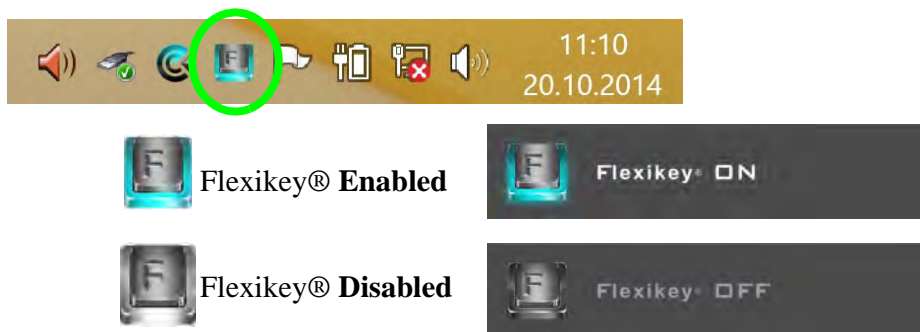 11:10
20.10.2014
F
F Flexikey® Enabled
F Flexikey® ON
F Flexikey® Disabled
F Flexikey® OFF